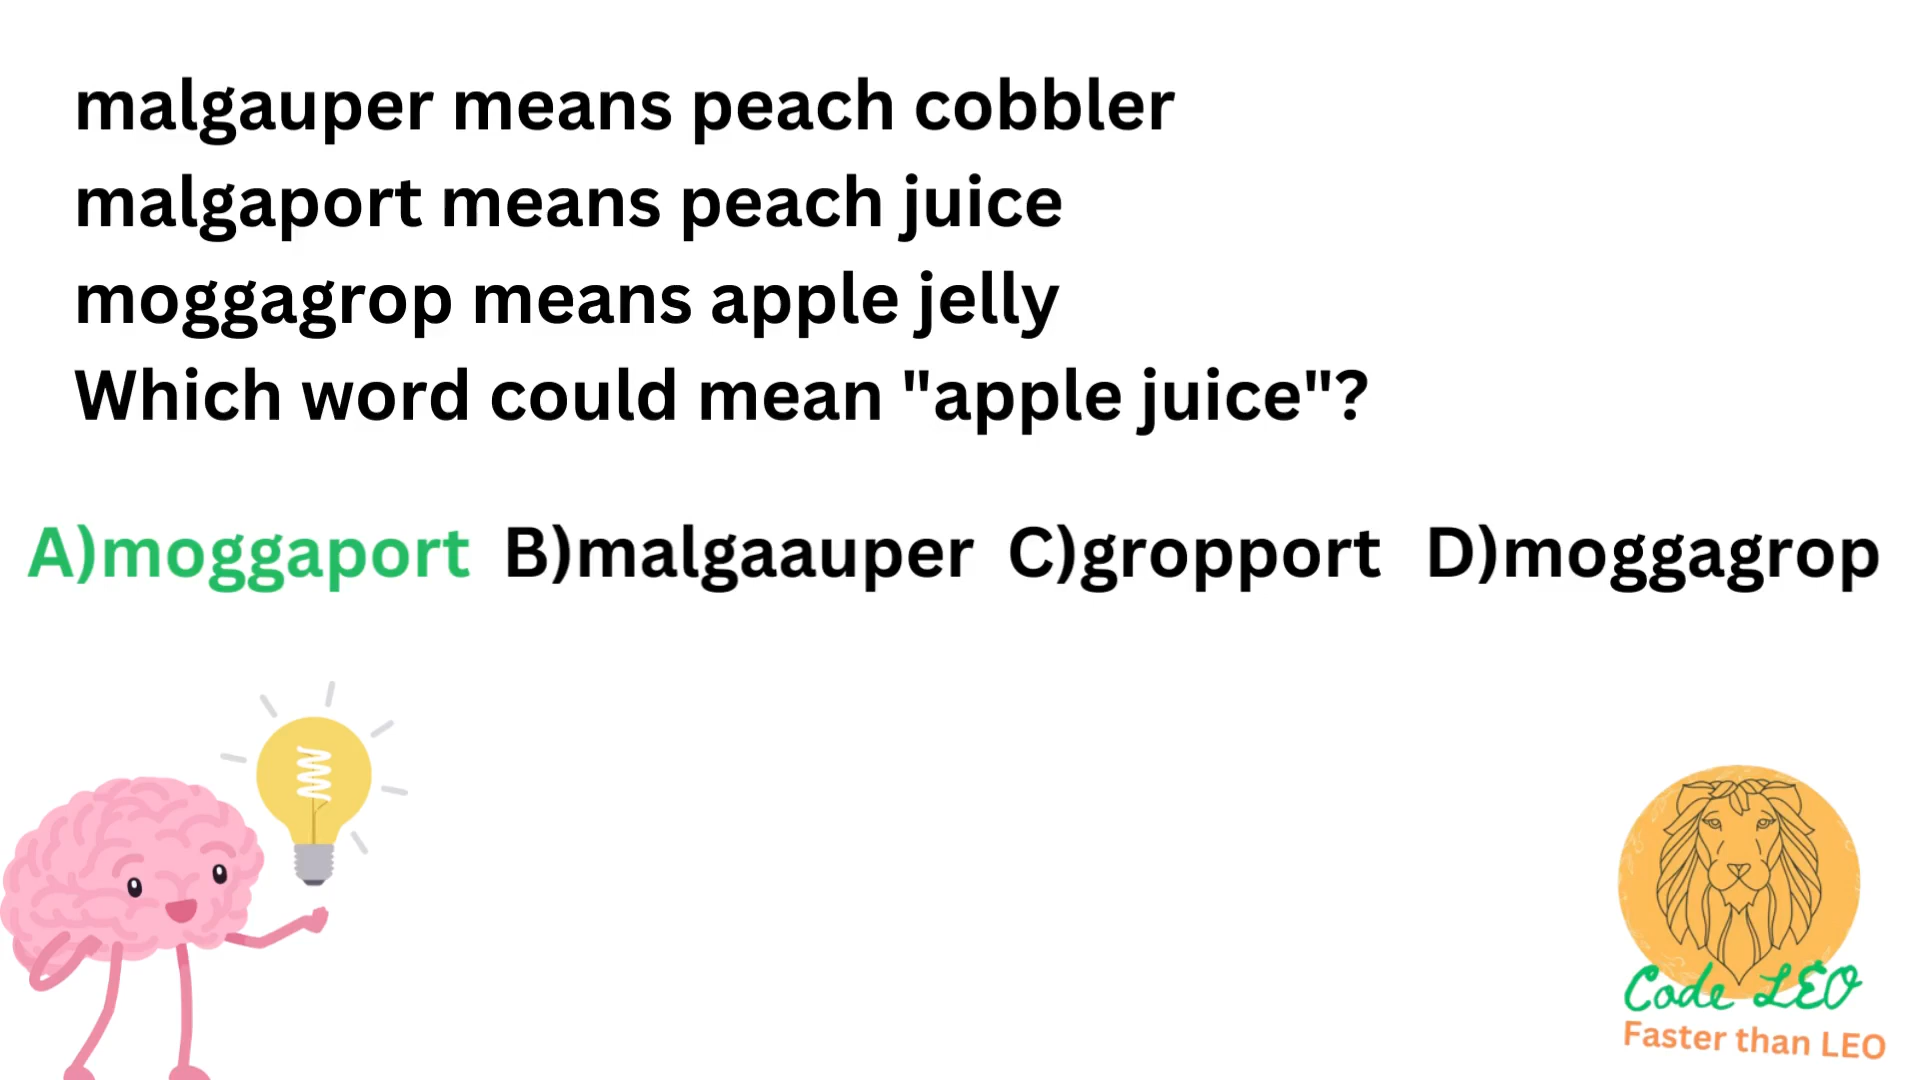 malgauper means peach cobbler
malgaport means peach juice
moggagrop means apple jelly
Which word could mean "apple juice"?
A)moggaport B)malgaauper C)gropport D)moggagrop
Code LEO
Faster than LEO